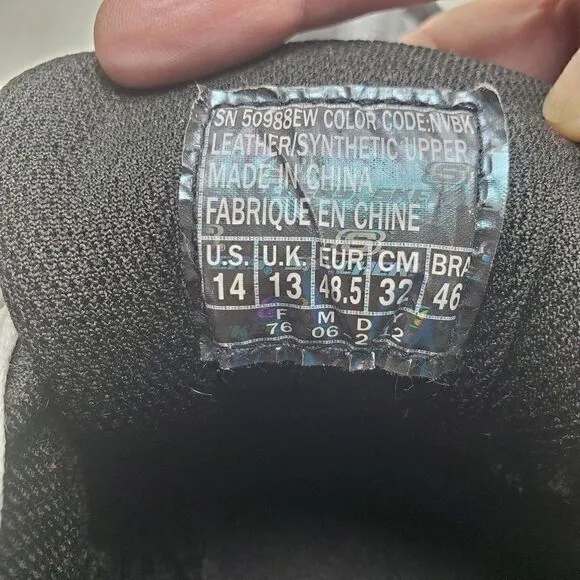 SN 50988EW COLOR CODE:NVBK
LEATHER/SYNTHETIC UPPER
MADE IN CHINA
FABRIQUE EN CHINE
U.S. U.K. EUR CM BRA
14 13 48.5 32 46
F M D Y
76 06 2 2